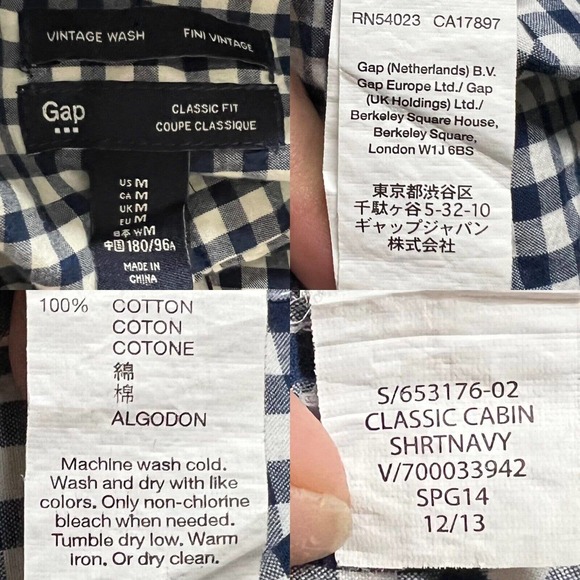 VINTAGE WASH FINI VINTAGE
Gap
CLASSIC FIT
COUPE CLASSIQUE
US M
CA M
UK M
EU M
日本 WM
中国 180/96A
MADE IN
CHINA
RN54023 CA17897
Gap (Netherlands) B.V.
Gap Europe Ltd./ Gap
(UK Holdings) Ltd./
Berkeley Square House,
Berkeley Square,
London W1J 6BS
東京都渋谷区
千駄ヶ谷5-32-10
ギャップジャパン
株式会社
100% COTTON
COTON
COTONE
綿
棉
ALGODON
Machine wash cold.
Wash and dry with like
colors. Only non-chlorine
bleach when needed.
Tumble dry low. Warm
iron. Or dry clean.
S/653176-02
CLASSIC CABIN
SHRTNAVY
V/700033942
SPG14
12/13